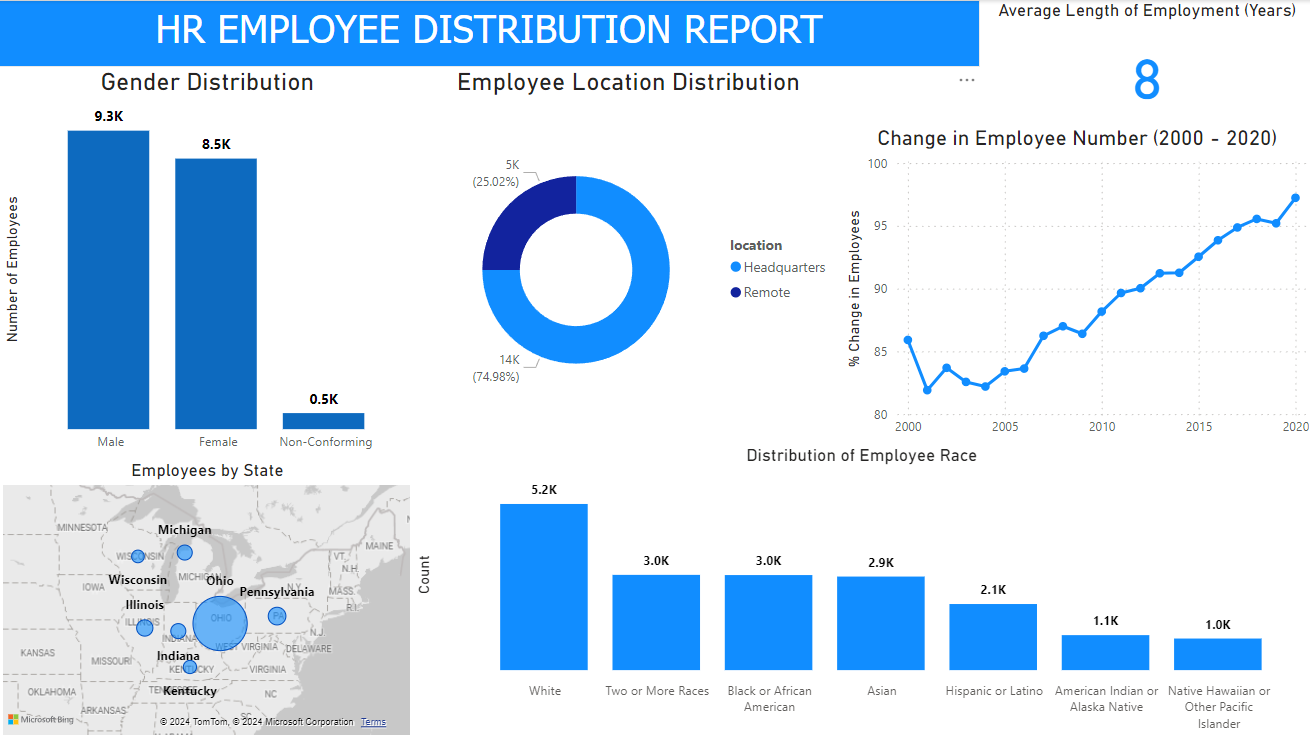 HR EMPLOYEE DISTRIBUTION REPORT
Average Length of Employment (Years)
8
Gender Distribution
Number of Employees
9.3K
8.5K
0.5K
Male
Female
Non-Conforming
Employee Location Distribution
5K
(25.02%)
14K
(74.98%)
location
Headquarters
Remote
Change in Employee Number (2000 - 2020)
% Change in Employees
100
95
90
85
80
2000
2005
2010
2015
2020
Employees by State
MINNESOTA
Michigan
MAINE
WISCONSIN
VT.
N.H.
Wisconsin
MICHIGAN
Ohio
IOWA
N.Y.
MASS.
Pennsylvania
R.I.
Illinois
ILLINOIS
OHIO
PA
INDIANA
N.J.
WEST VIRGINIA
DELAWARE
KANSAS
MISSOURI
Indiana
KENTUCKY
VIRGINIA
OKLAHOMA
Kentucky
NC
ARKANSAS
SC
Microsoft Bing
© 2024 TomTom, © 2024 Microsoft Corporation
Terms
Distribution of Employee Race
Count
5.2K
3.0K
3.0K
2.9K
2.1K
1.1K
1.0K
White
Two or More Races
Black or African
American
Asian
Hispanic or Latino
American Indian or
Alaska Native
Native Hawaiian or
Other Pacific
Islander